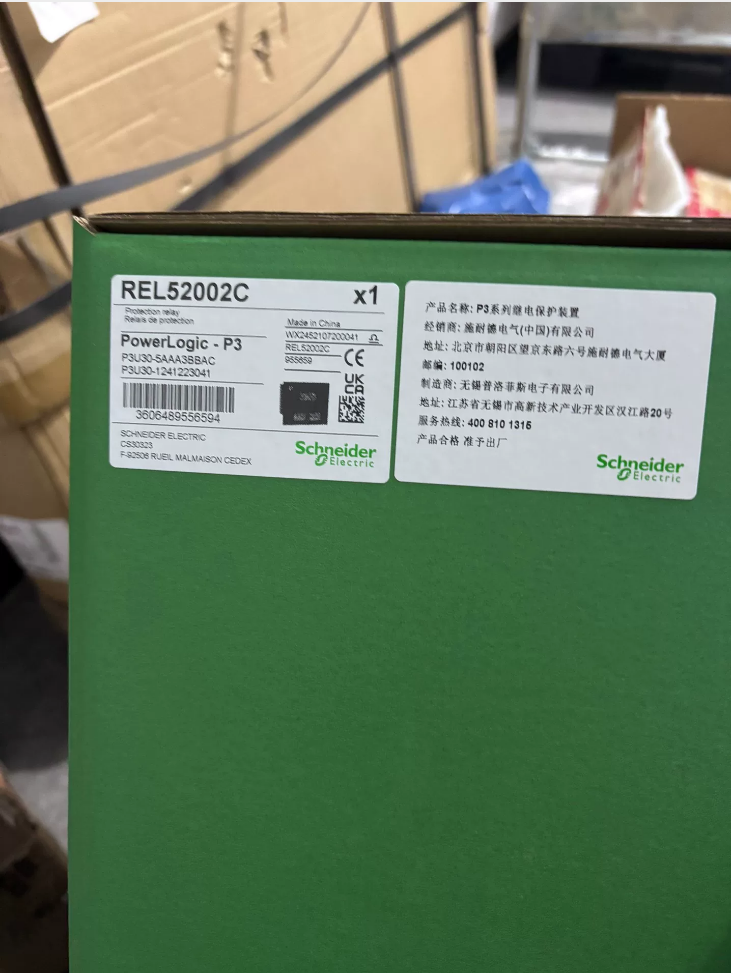 REL52002C
x1
Protection relay
Relais de protection
PowerLogic - P3
P3U30-5AAA3BBAC
P3U30-1241223041
3606489556594
Made in China
WX2452107200041
REL52002C
955659
CE
UK
CA
SCHNEIDER ELECTRIC
CS30323
F-92506 RUEIL MALMAISON CEDEX
Schneider
Electric
产品名称: P3系列继电保护装置
经销商: 施耐德电气(中国)有限公司
地址: 北京市朝阳区望京东路六号施耐德电气大厦
邮编: 100102
制造商: 无锡普洛菲斯电子有限公司
地址: 江苏省无锡市高新技术产业开发区汉江路20号
服务热线: 400 810 1315
产品合格 准予出厂
Schneider
Electric